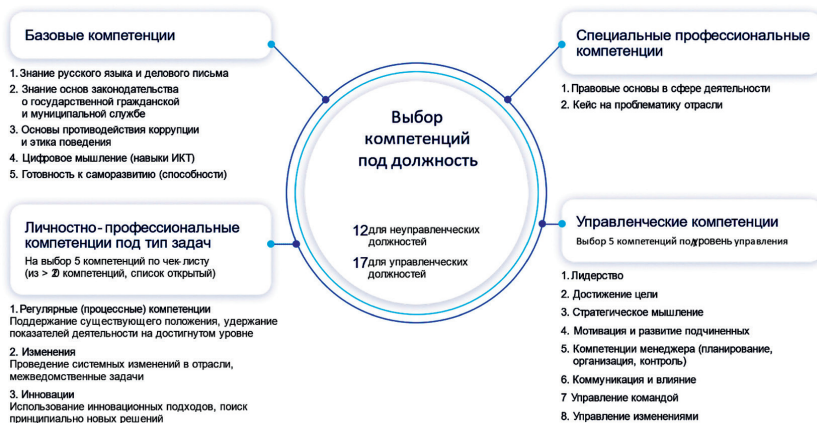 Базовые компетенции
1. Знание русского языка и делового письма
2. Знание основ законодательства
о государственной гражданской
и муниципальной службе
3. Основы противодействия коррупции
и этика поведения
4. Цифровое мышление (навыки ИКТ)
5. Готовность к саморазвитию (способности)
Личностно-профессиональные
компетенции под тип задач
На выбор 5 компетенций по чек-листу
(из > 20 компетенций, список открытый)
1. Регулярные (процессные) компетенции
Поддержание существующего положения, удержание
показателей деятельности на достигнутом уровне
2. Изменения
Проведение системных изменений в отрасли,
межведомственные задачи
3. Инновации
Использование инновационных подходов, поиск
принципиально новых решений
Выбор
компетенций
под должность
12 для неуправленческих
должностей
17 для управленческих
должностей
Специальные профессиональные
компетенции
1. Правовые основы в сфере деятельности
2. Кейс на проблематику отрасли
Управленческие компетенции
Выбор 5 компетенций под уровень управления
1. Лидерство
2. Достижение цели
3. Стратегическое мышление
4. Мотивация и развитие подчиненных
5. Компетенции менеджера (планирование,
организация, контроль)
6. Коммуникация и влияние
7 Управление командой
8. Управление изменениями